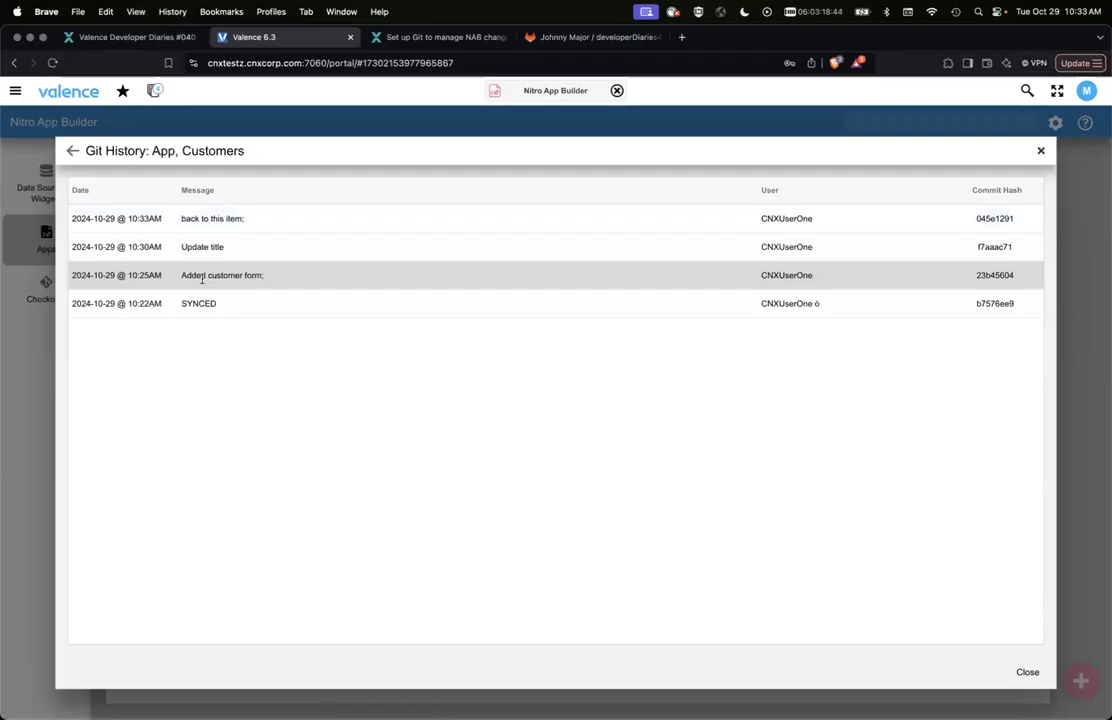 Brave File Edit View History Bookmarks Profiles Tab Window Help 06:03:18:44 Tue Oct 29 10:33 AM
Valence Developer Diaries #040 Valence 6.3 Set up Git to manage NAB chang Johnny Major / developerDiaries4
cnxtestz.cnxcorp.com:7060/portal/#17302153977965867 VPN Update
valence Nitro App Builder M
Nitro App Builder
Git History: App, Customers
Data Sour
Widge
Apps
Checko
Date Message User Commit Hash
2024-10-29 @ 10:33AM back to this item; CNXUserOne 045e1291
2024-10-29 @ 10:30AM Update title CNXUserOne f7aaac71
2024-10-29 @ 10:25AM Added customer form; CNXUserOne 23b45604
2024-10-29 @ 10:22AM SYNCED CNXUserOne ò b7576ee9
Close